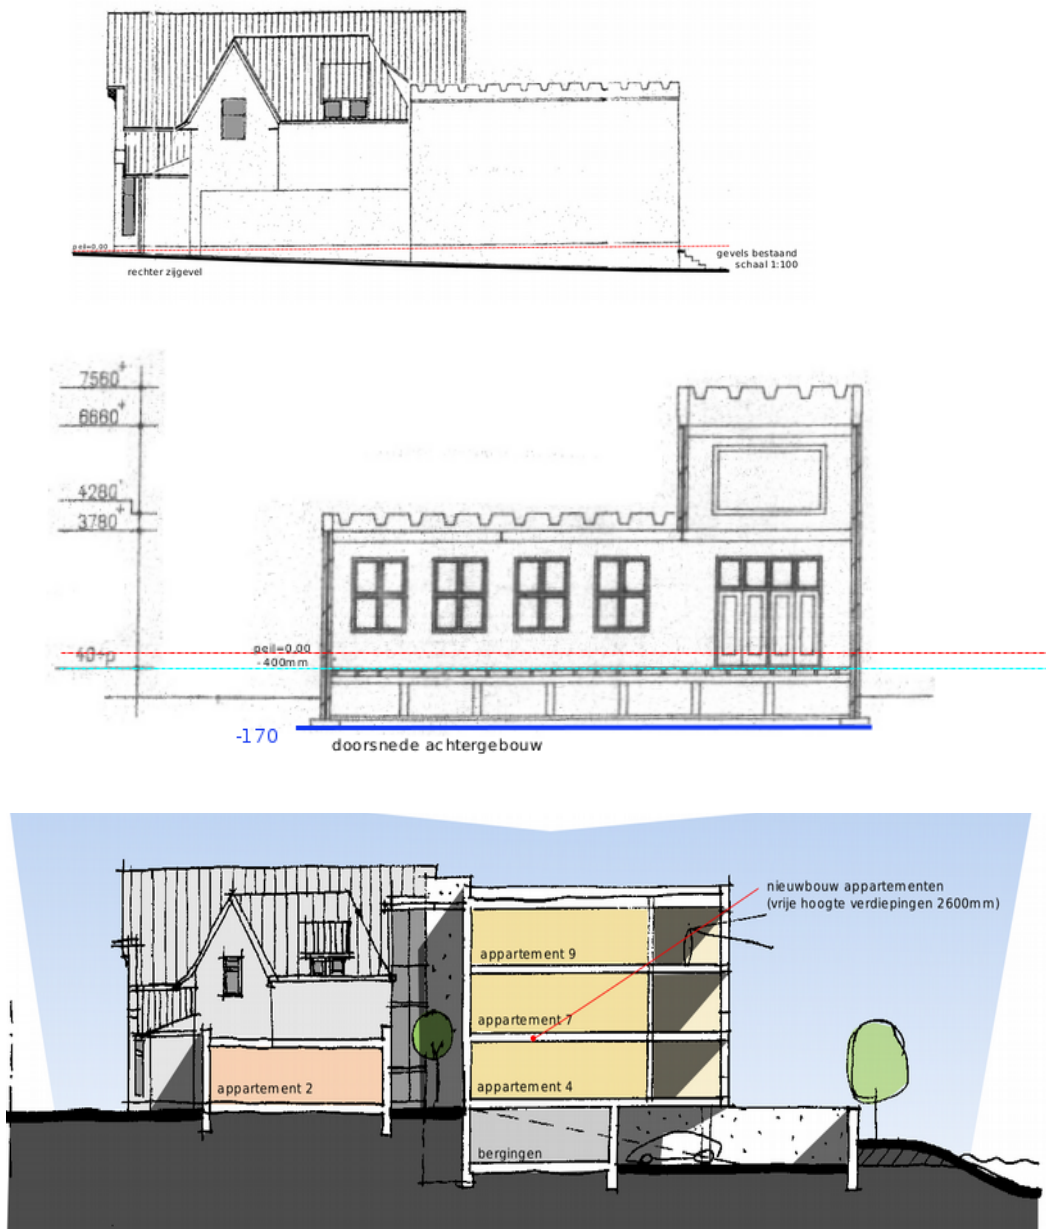 peil=0,00
gevels bestaand
schaal 1:100
rechter zijgevel
7560+
6660+
4280+
3780+
peil=0,00
-400mm
-170
doorsnede achtergebouw
nieuwbouw appartementen
(vrije hoogte verdiepingen 2600mm)
appartement 9
appartement 7
appartement 4
appartement 2
bergingen